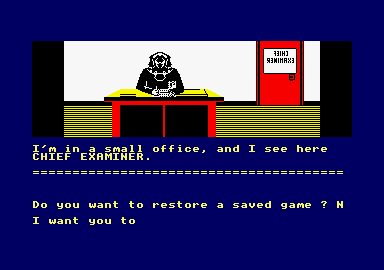 CHIEF
EXAMINER
I'm in a small office, and I see here
CHIEF EXAMINER.
=======================================
Do you want to restore a saved game ? N
I want you to